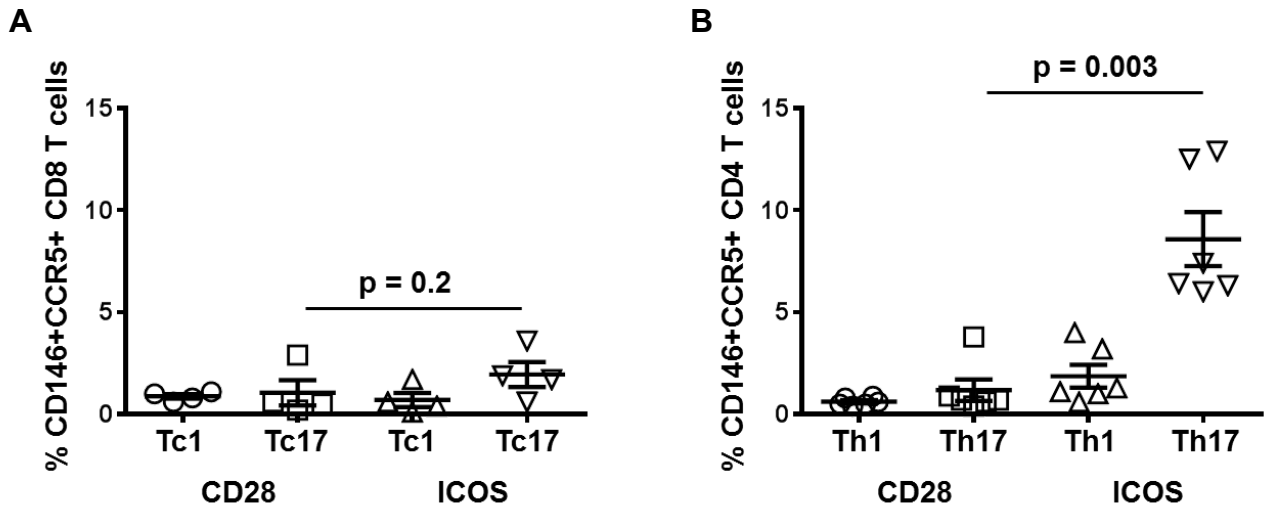 A
% CD146+CCR5+ CD8 T cells
15
10
5
0
p = 0.2
Tc1 Tc17 Tc1 Tc17
CD28 ICOS
B
% CD146+CCR5+ CD4 T cells
15
10
5
0
p = 0.003
Th1 Th17 Th1 Th17
CD28 ICOS